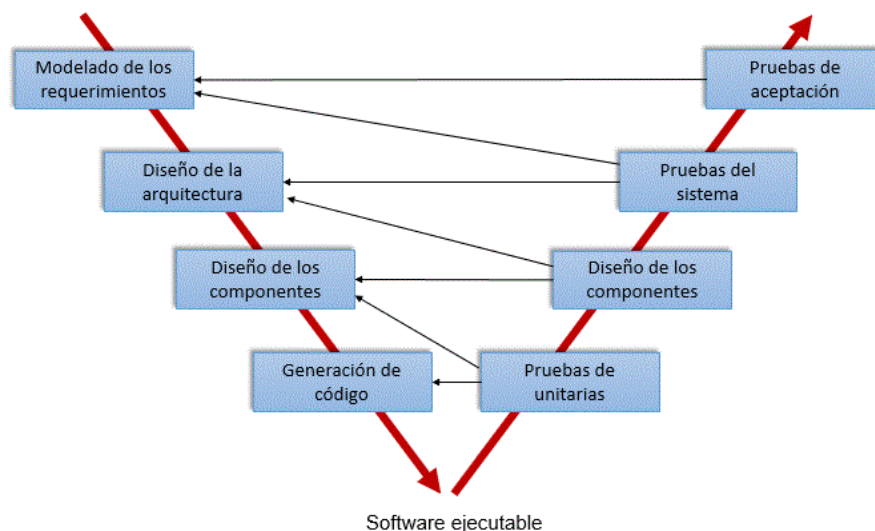 Modelado de los
requerimientos
Pruebas de
aceptación
Diseño de la
arquitectura
Pruebas del
sistema
Diseño de los
componentes
Diseño de los
componentes
Generación de
código
Pruebas de
unitarias
Software ejecutable